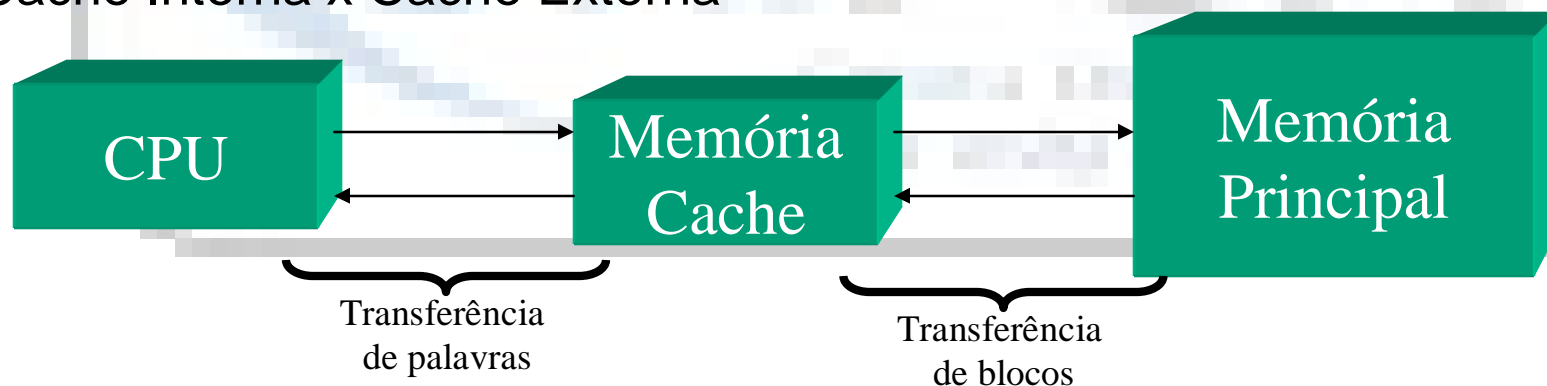 Cache Interna x Cache Externa
CPU
Memória
Cache
Memória
Principal
Transferência
de palavras
Transferência
de blocos